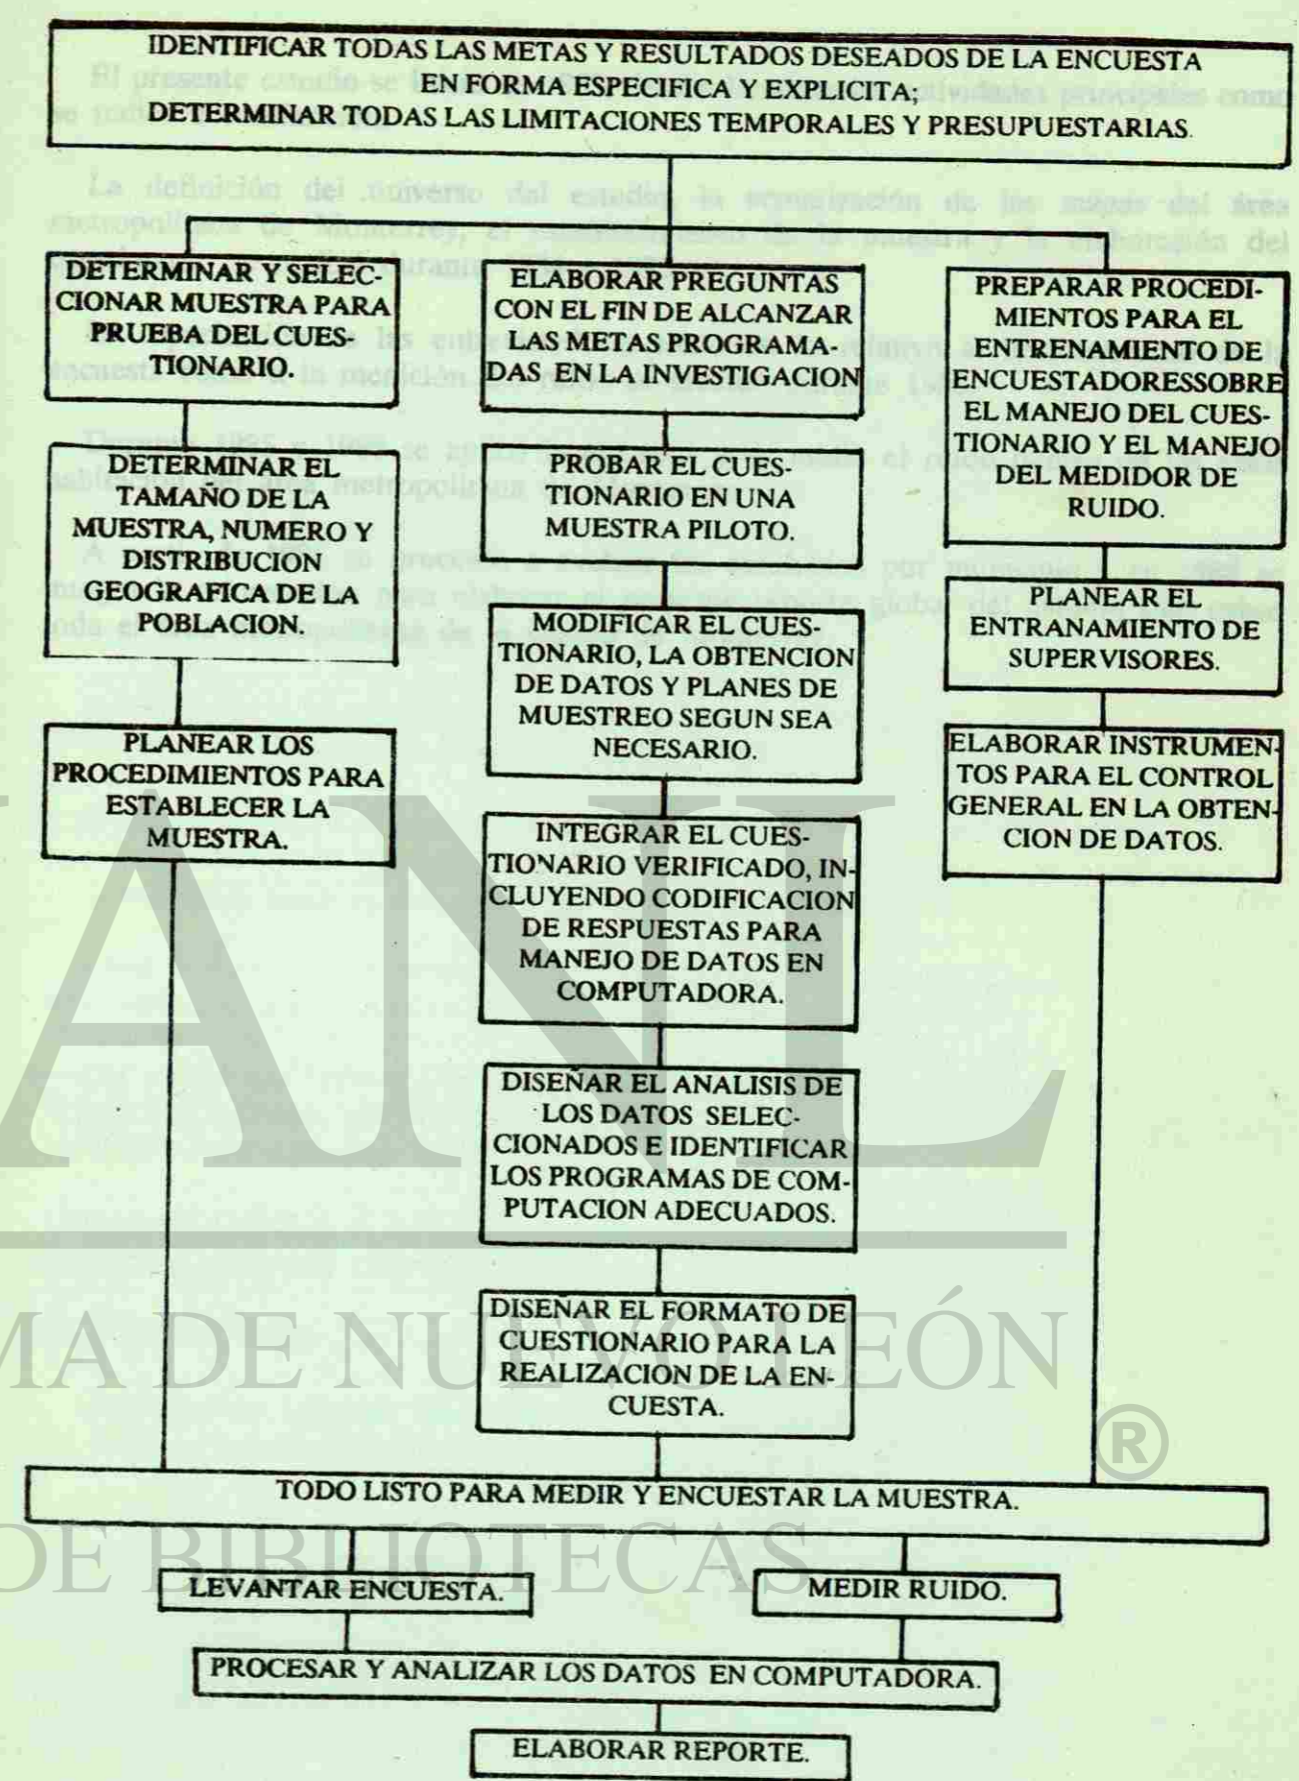 IDENTIFICAR TODAS LAS METAS Y RESULTADOS DESEADOS DE LA ENCUESTA
EN FORMA ESPECIFICA Y EXPLICITA;
DETERMINAR TODAS LAS LIMITACIONES TEMPORALES Y PRESUPUESTARIAS.
DETERMINAR Y SELEC-
CIONAR MUESTRA PARA
PRUEBA DEL CUES-
TIONARIO.
DETERMINAR EL
TAMAÑO DE LA
MUESTRA, NUMERO Y
DISTRIBUCION
GEOGRAFICA DE LA
POBLACION.
PLANEAR LOS
PROCEDIMIENTOS PARA
ESTABLECER LA
MUESTRA.
ELABORAR PREGUNTAS
CON EL FIN DE ALCANZAR
LAS METAS PROGRAMA-
DAS EN LA INVESTIGACION
PROBAR EL CUES-
TIONARIO EN UNA
MUESTRA PILOTO.
MODIFICAR EL CUES-
TIONARIO, LA OBTENCION
DE DATOS Y PLANES DE
MUESTREO SEGUN SEA
NECESARIO.
INTEGRAR EL CUES-
TIONARIO VERIFICADO, IN-
CLUYENDO CODIFICACION
DE RESPUESTAS PARA
MANEJO DE DATOS EN
COMPUTADORA.
DISEÑAR EL ANALISIS DE
LOS DATOS SELEC-
CIONADOS E IDENTIFICAR
LOS PROGRAMAS DE COM-
PUTACION ADECUADOS.
DISEÑAR EL FORMATO DE
CUESTIONARIO PARA LA
REALIZACION DE LA EN-
CUESTA.
PREPARAR PROCEDI-
MIENTOS PARA EL
ENTRENAMIENTO DE
ENCUESTADORESSOBRE
EL MANEJO DEL CUES-
TIONARIO Y EL MANEJO
DEL MEDIDOR DE
RUIDO.
PLANEAR EL
ENTRANAMIENTO DE
SUPERVISORES.
ELABORAR INSTRUMEN-
TOS PARA EL CONTROL
GENERAL EN LA OBTEN-
CION DE DATOS.
TODO LISTO PARA MEDIR Y ENCUESTAR LA MUESTRA.
LEVANTAR ENCUESTA.
MEDIR RUIDO.
PROCESAR Y ANALIZAR LOS DATOS EN COMPUTADORA.
ELABORAR REPORTE.
ANL
MA DE NUEVO LEÓN
®
DE BIBLIOTECAS